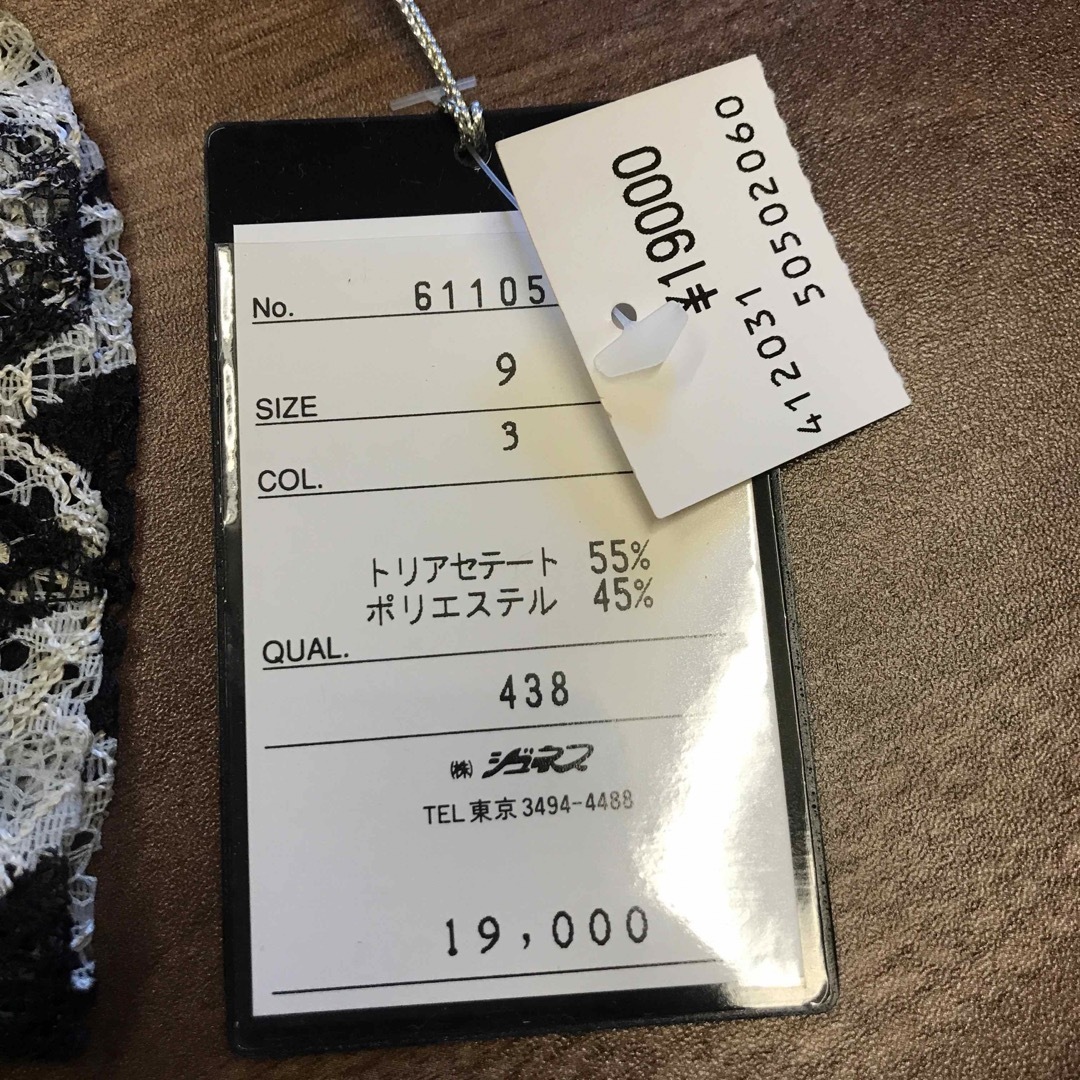 No. 61105
9
SIZE
3
COL.
トリアセテート 55%
ポリエステル 45%
QUAL.
438
(株) ジュネス
TEL 東京 3494-4488
19,000
¥19000
412031
50502060